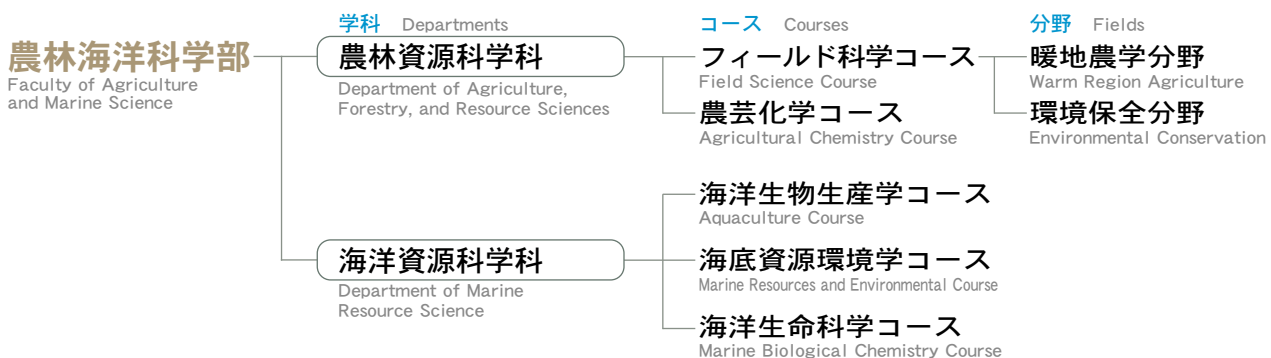 学科 Departments
コース Courses
分野 Fields
農林海洋科学部
Faculty of Agriculture
and Marine Science
農林資源科学科
Department of Agriculture,
Forestry, and Resource Sciences
フィールド科学コース
Field Science Course
暖地農学分野
Warm Region Agriculture
環境保全分野
Environmental Conservation
農芸化学コース
Agricultural Chemistry Course
海洋資源科学科
Department of Marine
Resource Science
海洋生物生産学コース
Aquaculture Course
海底資源環境学コース
Marine Resources and Environmental Course
海洋生命科学コース
Marine Biological Chemistry Course